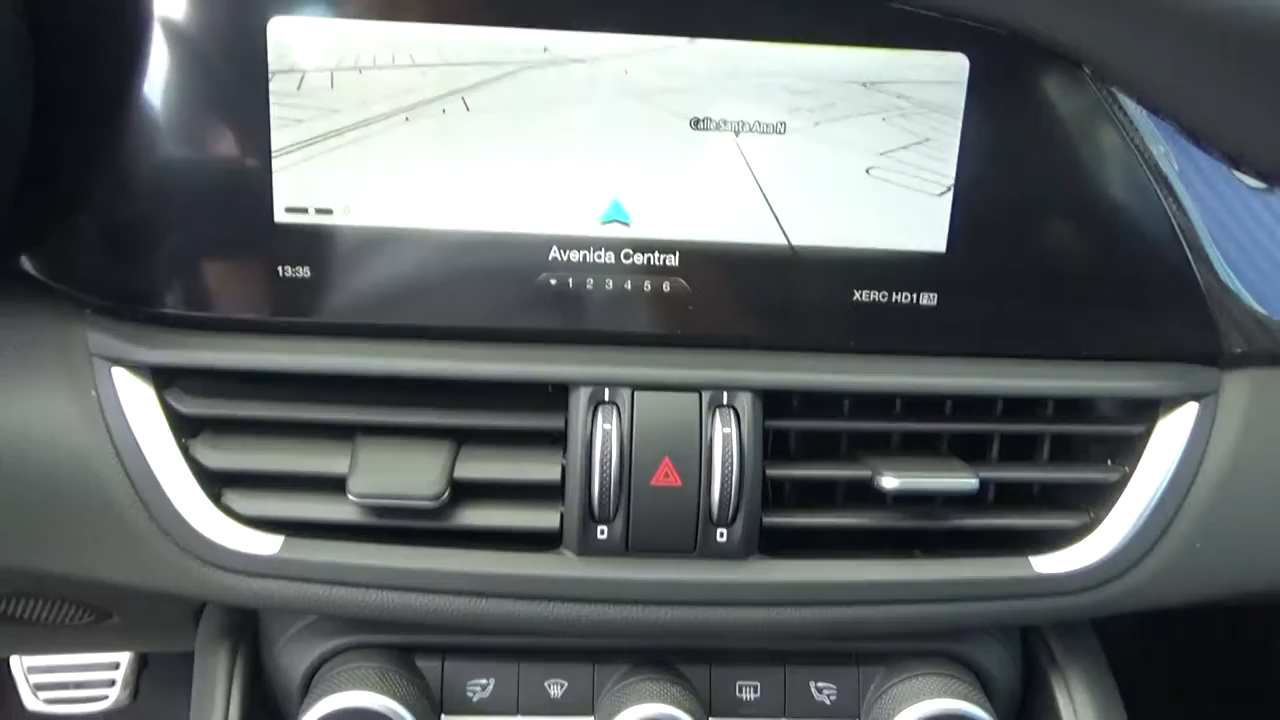 Calle Santa Ana N
Avenida Central
13:35
1 2 3 4 5 6
XERC HD1 FM